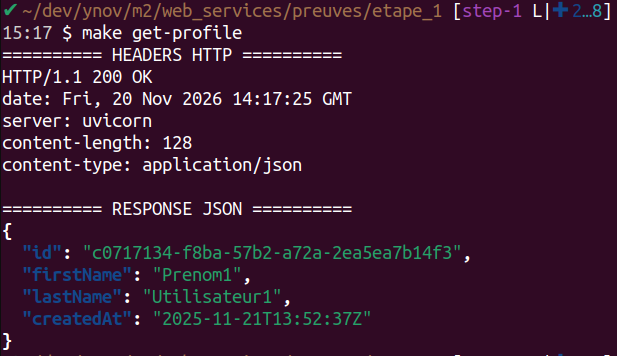 ✔ ~/dev/ynov/m2/web_services/preuves/etape_1 [step-1 L|✚ 2…8]
15:17 $ make get-profile
========== HEADERS HTTP ==========
HTTP/1.1 200 OK
date: Fri, 20 Nov 2026 14:17:25 GMT
server: uvicorn
content-length: 128
content-type: application/json
========== RESPONSE JSON ==========
{
"id": "c0717134-f8ba-57b2-a72a-2ea5ea7b14f3",
"firstName": "Prenom1",
"lastName": "Utilisateur1",
"createdAt": "2025-11-21T13:52:37Z"
}